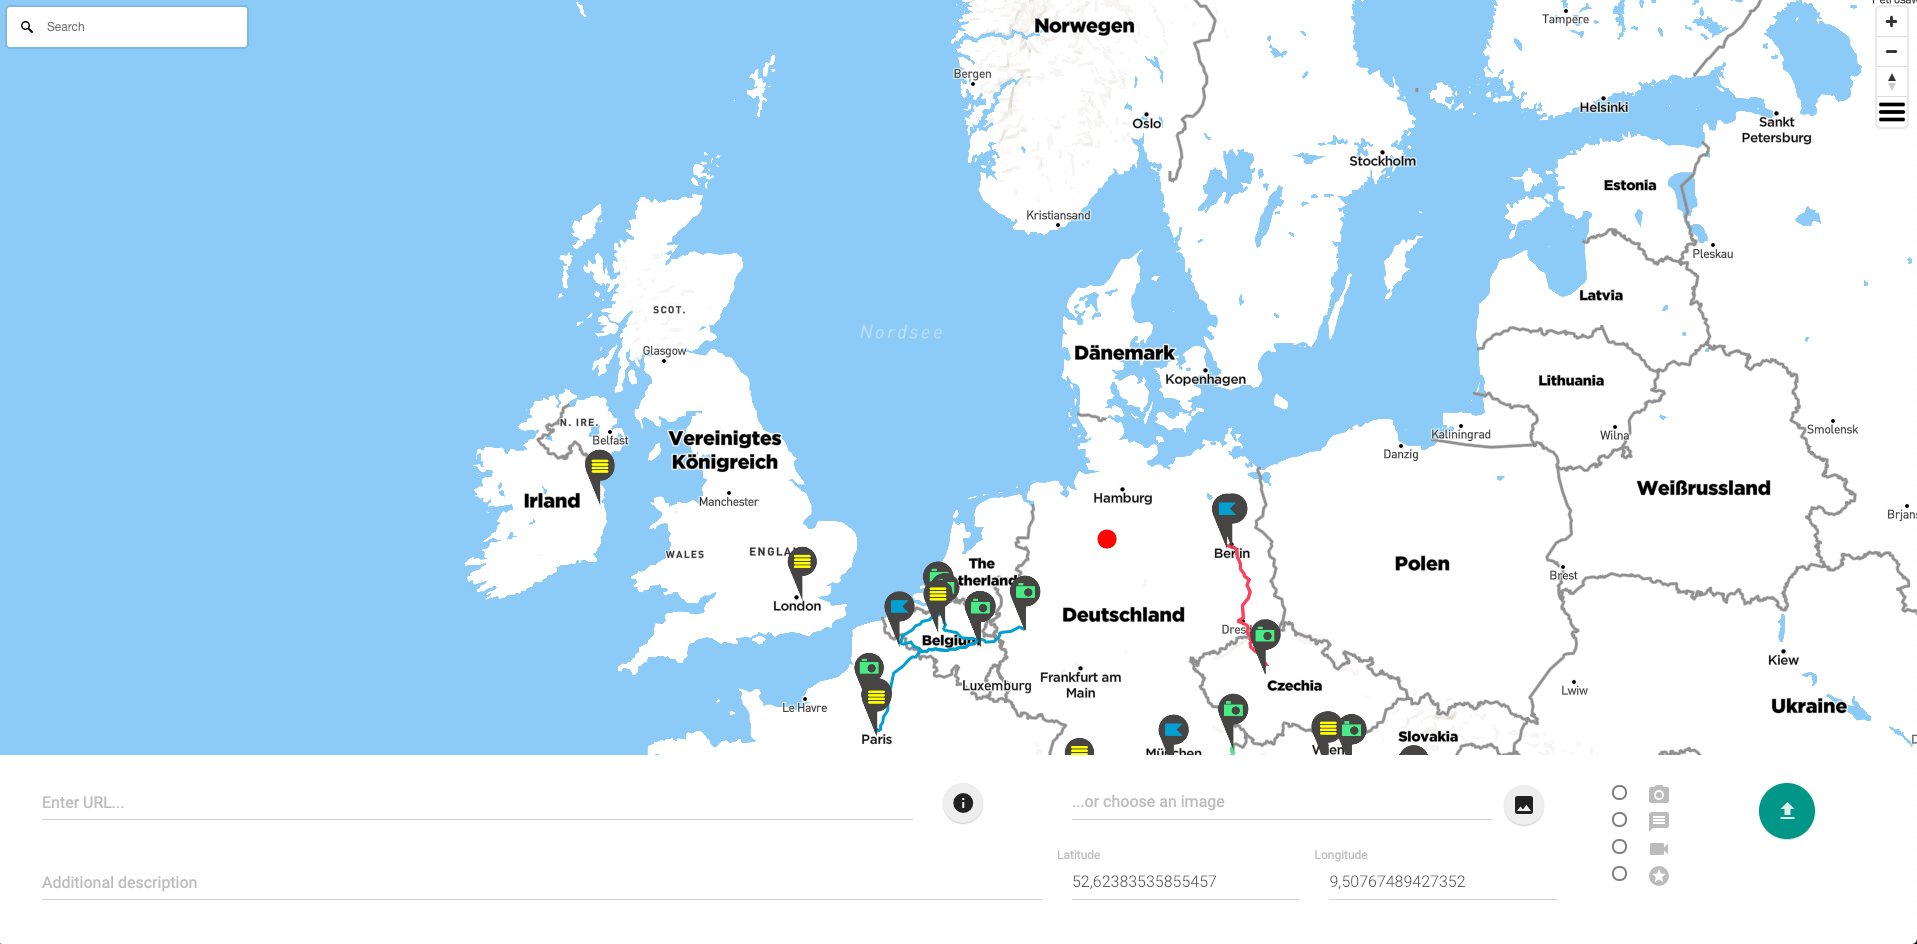 Search
Norwegen
Tampere
Bergen
Helsinki
Oslo
Sankt
Petersburg
Stockholm
Estonia
Kristiansand
Pleskau
Latvia
SCOT.
Nordsee
Glasgow
Dänemark
Kopenhagen
Lithuania
N. IRE.
Belfast
Vereinigtes
Königreich
Kaliningrad
Wilna
Smolensk
Danzig
Weißrussland
Irland
Manchester
Hamburg
Brjans
WALES
ENGLA
Berlin
The
therland
Polen
Brest
London
Deutschland
Dres
Belgiu
Kiew
Luxemburg
Frankfurt am
Main
Czechia
Lwiw
Le Havre
Ukraine
Paris
München
Wien
Slovakia
Enter URL...
...or choose an image
Latitude
Longitude
Additional description
52,62383535855457
9,50767489427352